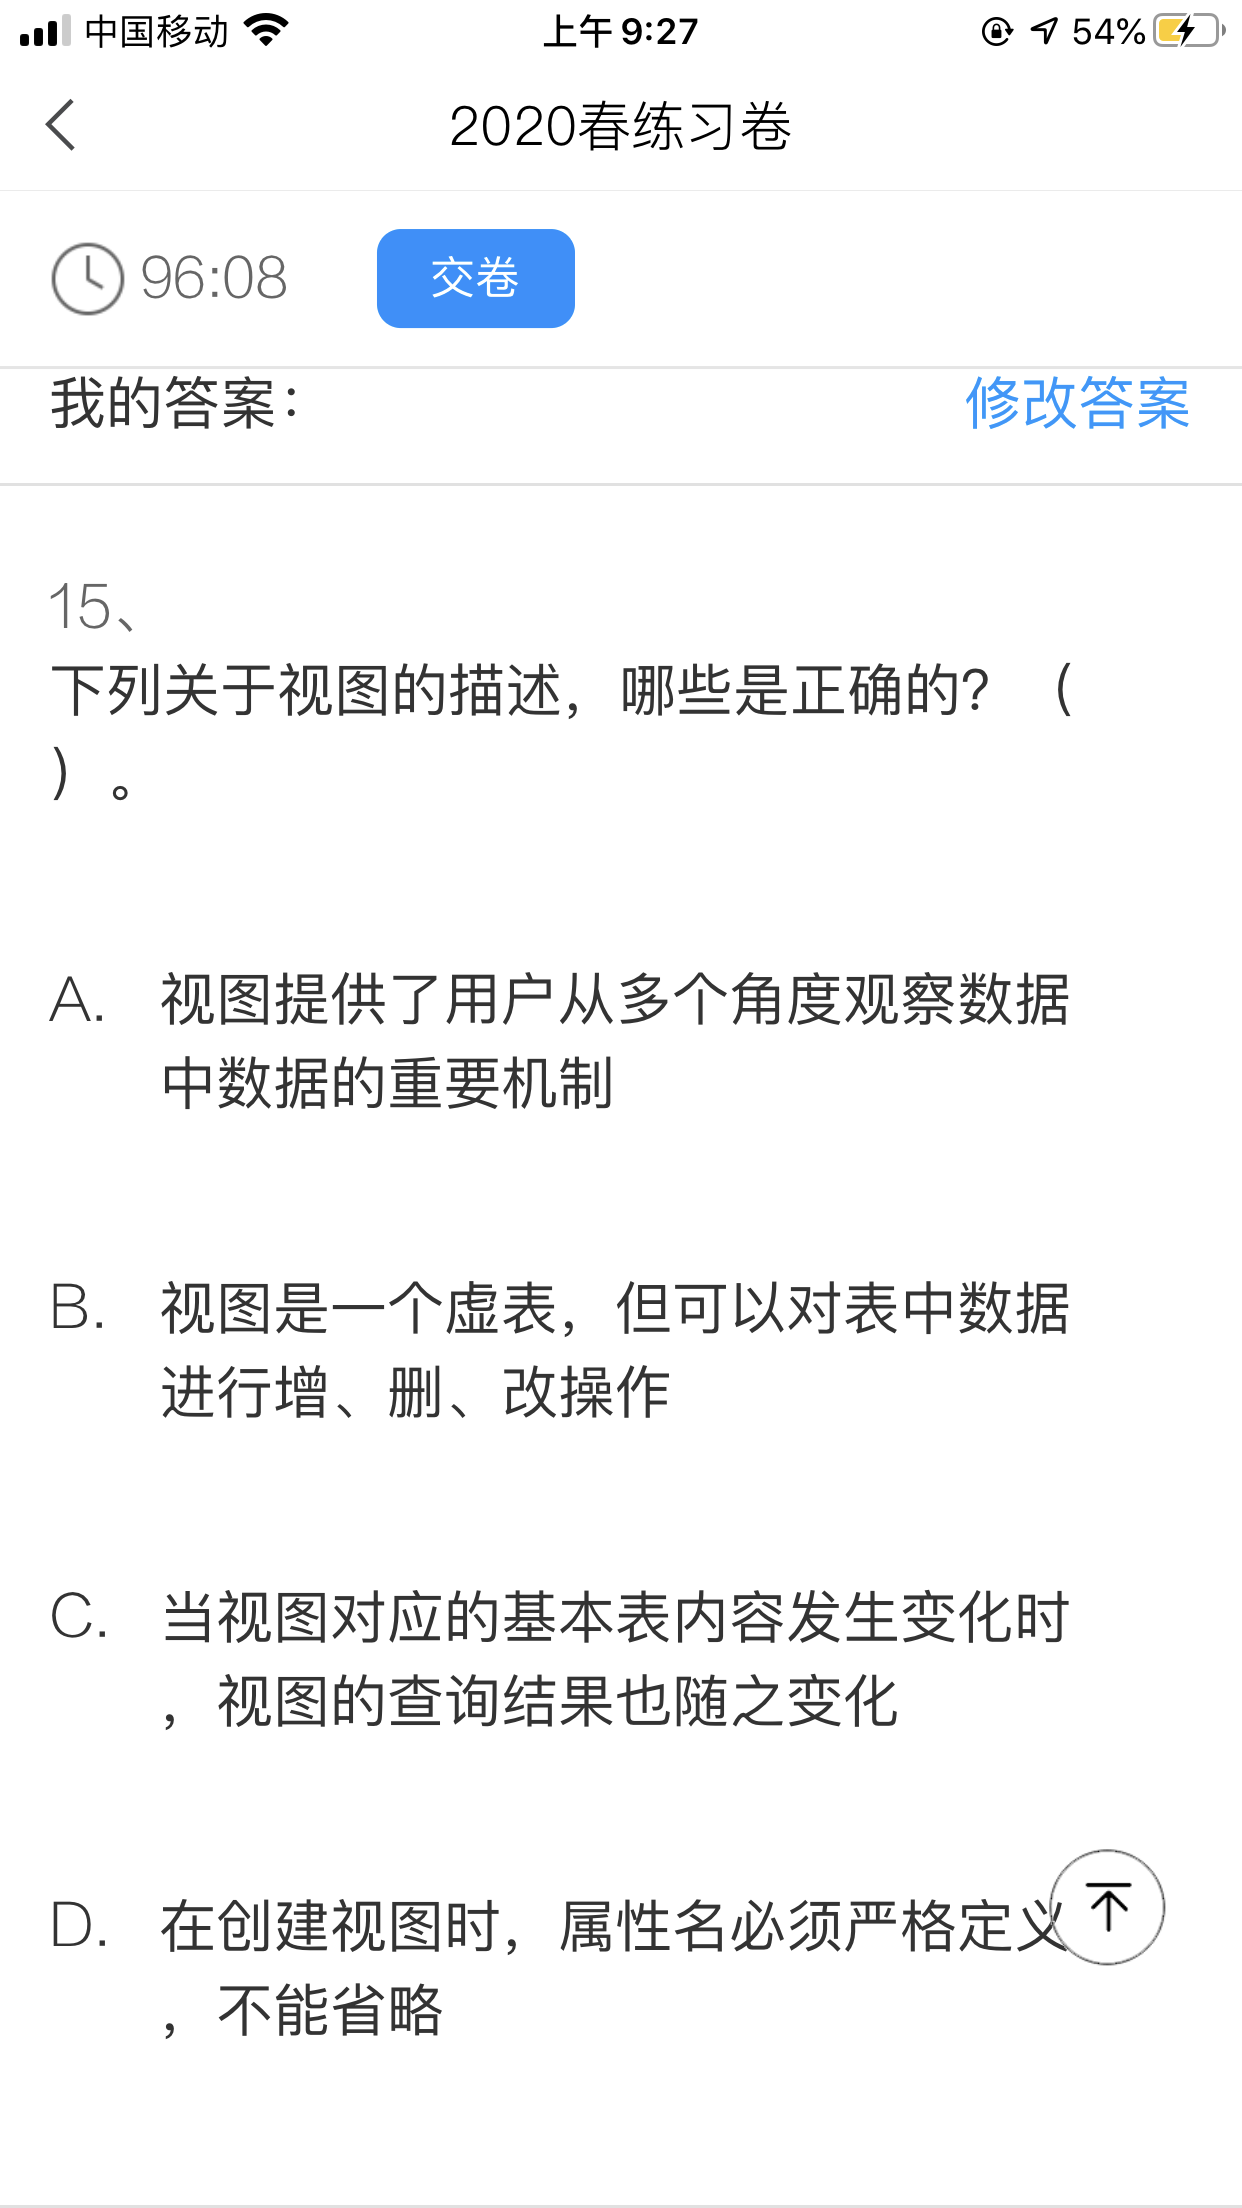 中国移动 上午 9:27 54%
2020春练习卷
96:08 交卷
我的答案： 修改答案
15、
下列关于视图的描述，哪些是正确的？（
）。
A. 视图提供了用户从多个角度观察数据
中数据的重要机制
B. 视图是一个虚表，但可以对表中数据
进行增、删、改操作
C. 当视图对应的基本表内容发生变化时
，视图的查询结果也随之变化
D. 在创建视图时，属性名必须严格定义
，不能省略